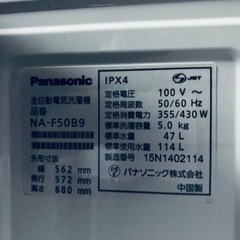 Panasonic
全自動電気洗濯機
品番
NA-F50B9
外形寸法
幅 562 mm
奥行 572 mm
高さ 880 mm
IPX4
JET
定格電圧 100 V〜
定格周波数 50/60 Hz
定格消費電力 355/430 W
標準 5.0 kg
標準水量 47 L
標準使用水量 114 L
製造番号 15N1402114
パナソニック株式会社
中国製